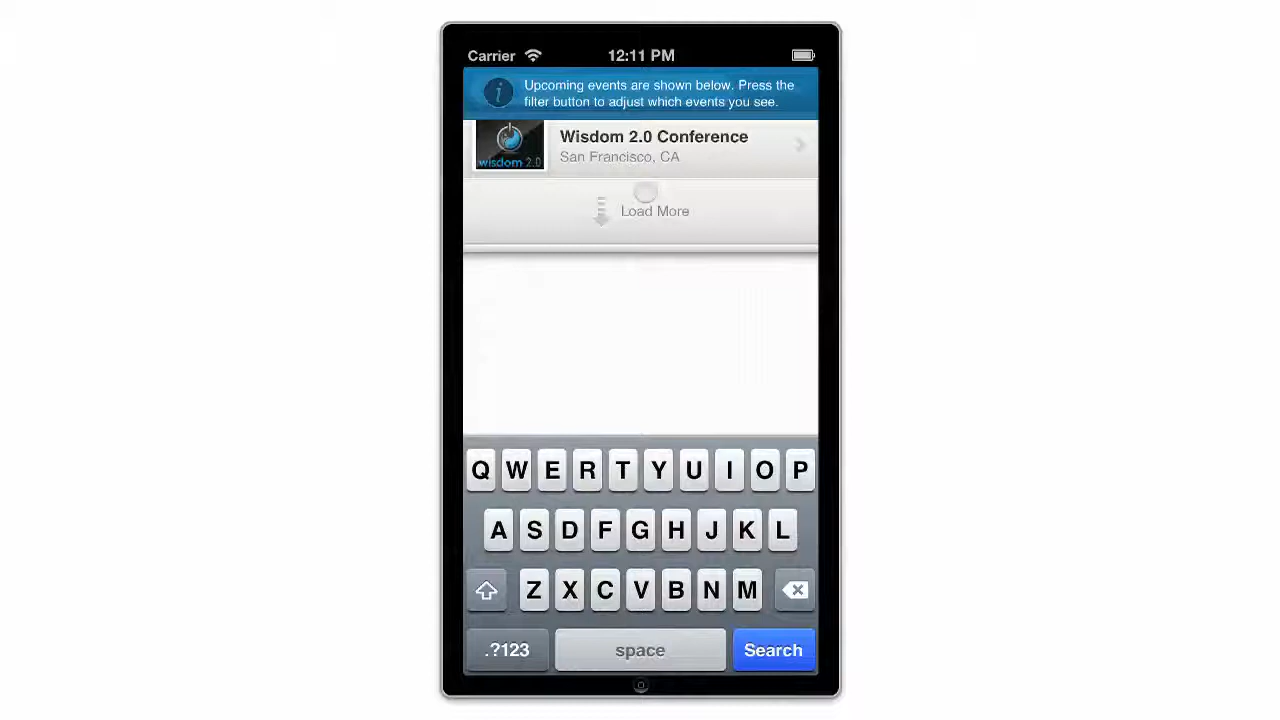 Carrier 12:11 PM
Upcoming events are shown below. Press the
filter button to adjust which events you see.
Wisdom 2.0 Conference
San Francisco, CA
wisdom 2.0
Load More
Q W E R T Y U I O P
A S D F G H J K L
Z X C V B N M
.?123 space Search